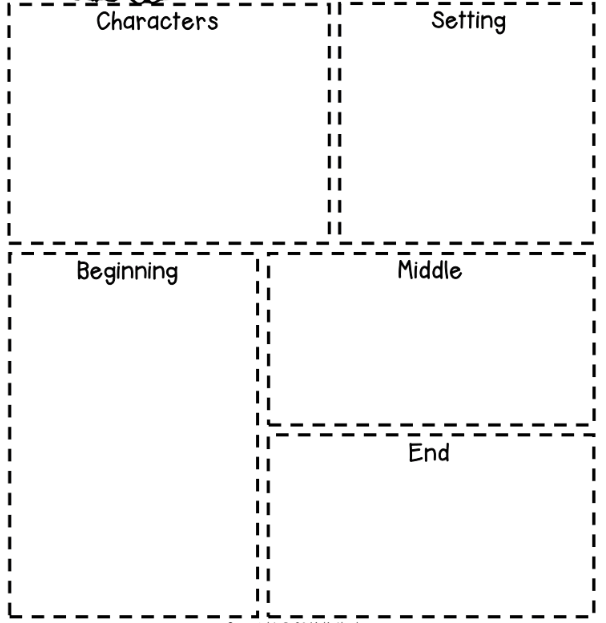 Characters
Setting
Beginning
Middle
End